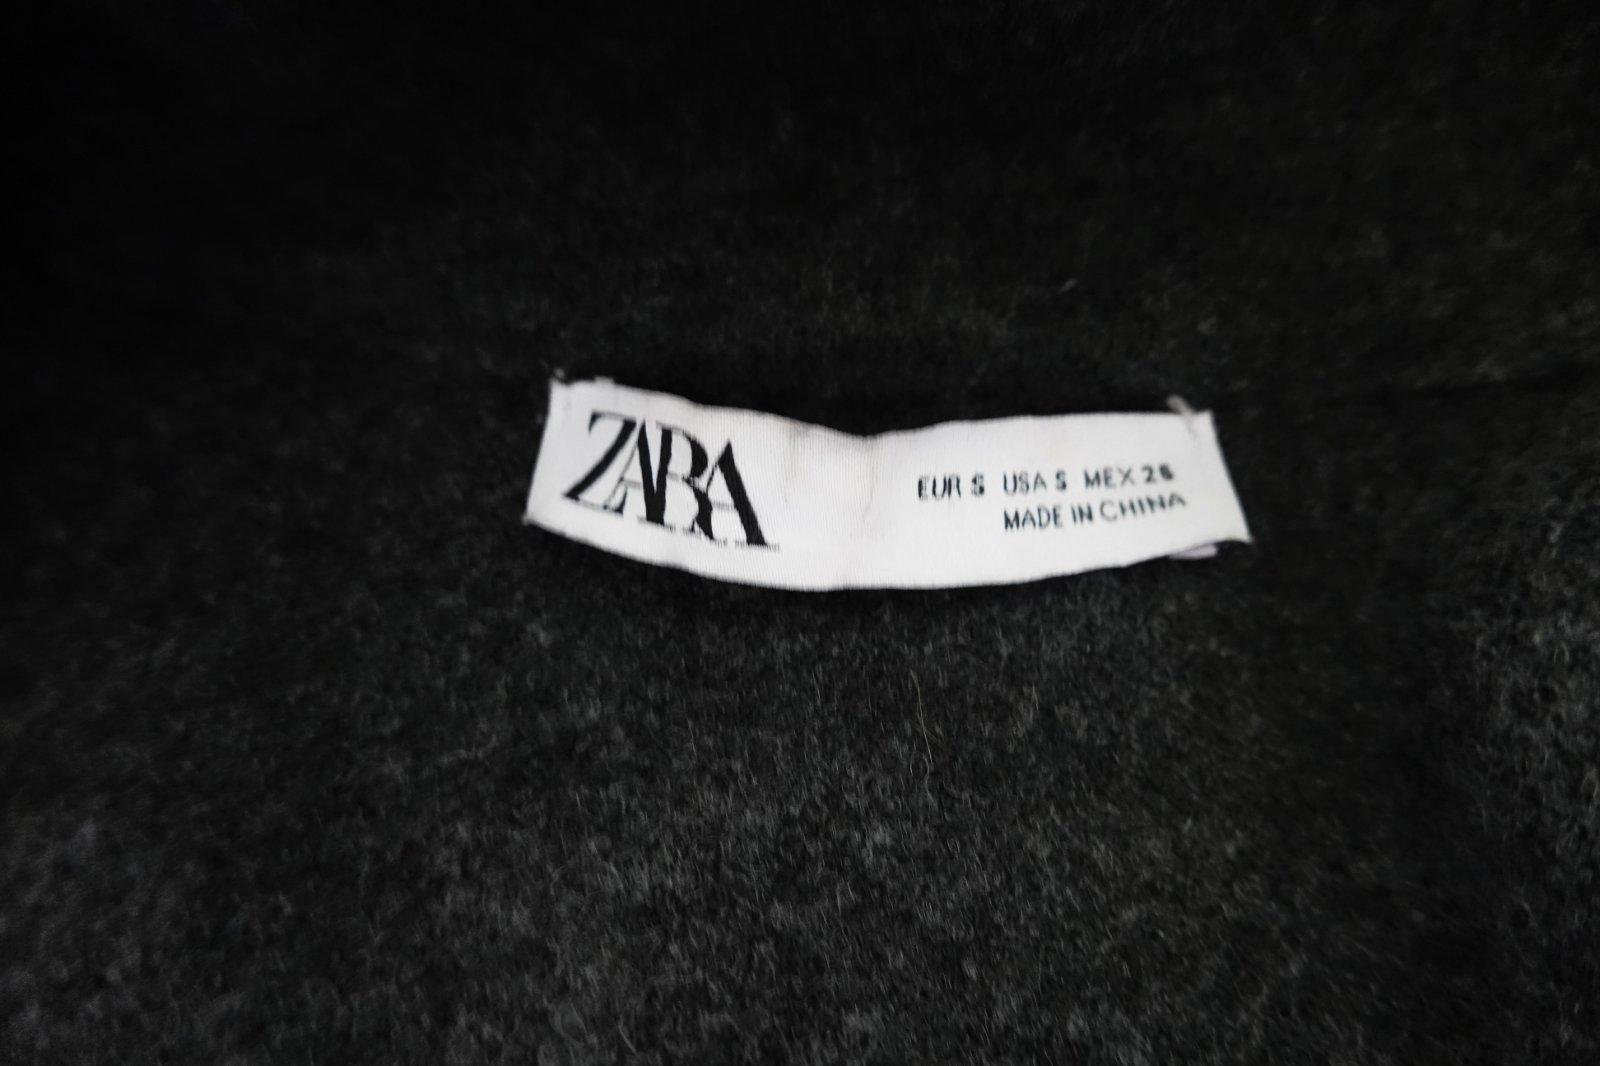 ZARA
EUR S USA S MEX 26
MADE IN CHINA